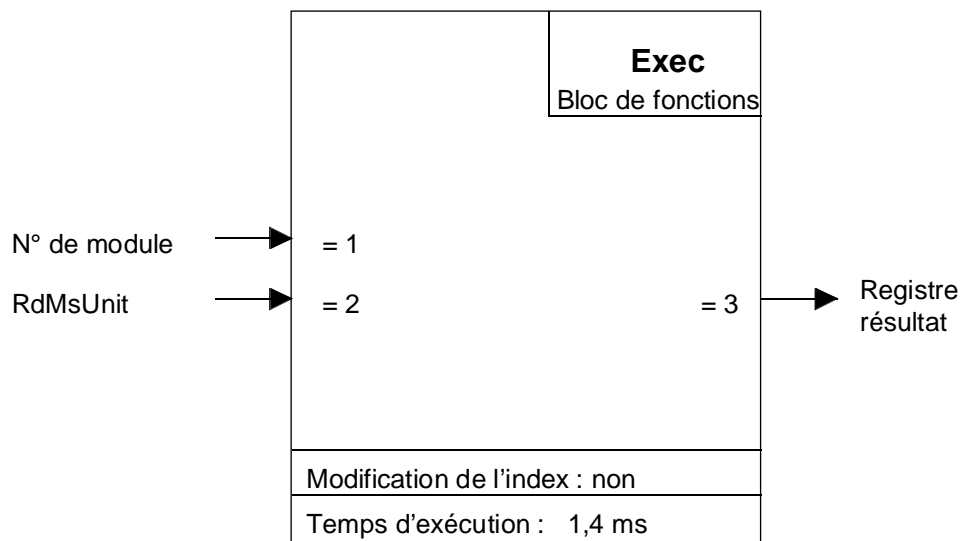 Exec
Bloc de fonctions
N° de module
= 1
RdMsUnit
= 2
= 3
Registre
résultat
Modification de l’index : non
Temps d’exécution : 1,4 ms